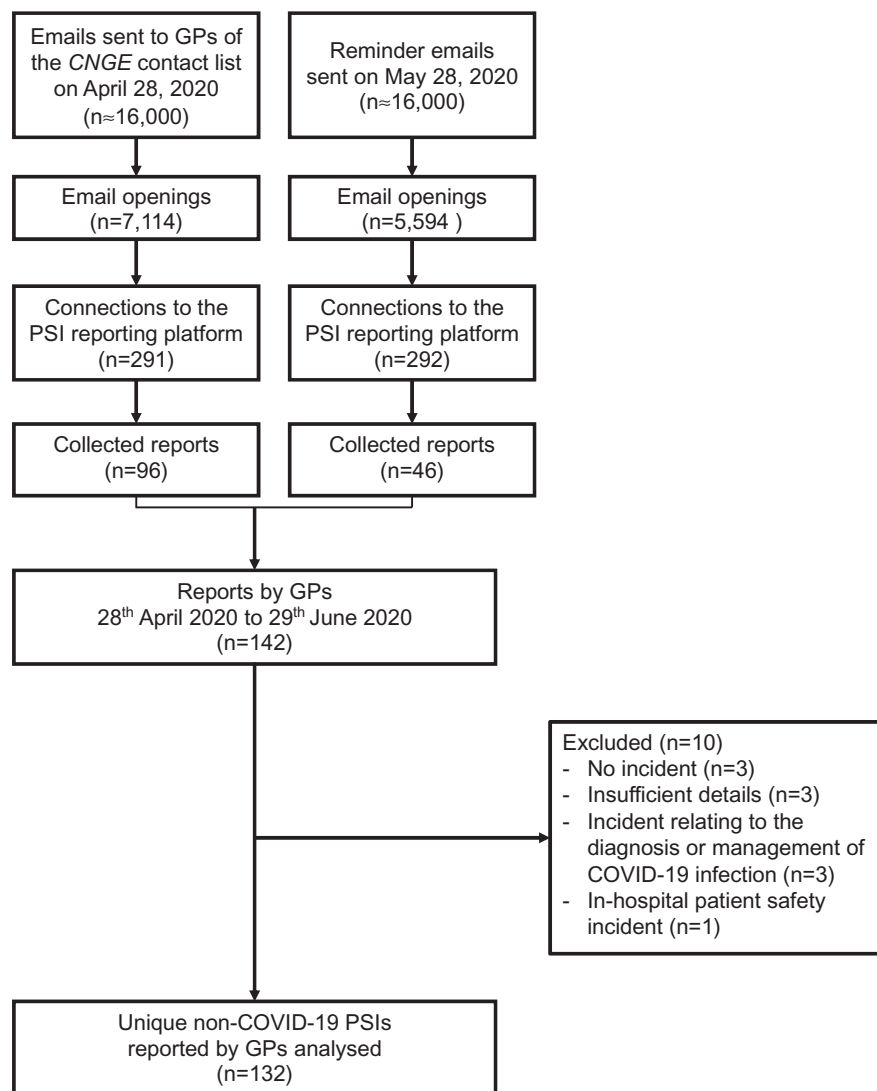 Emails sent to GPs of
the CNGE contact list
on April 28, 2020
(n≈16,000)
Reminder emails
sent on May 28, 2020
(n≈16,000)
Email openings
(n=7,114)
Email openings
(n=5,594 )
Connections to the
PSI reporting platform
(n=291)
Connections to the
PSI reporting platform
(n=292)
Collected reports
(n=96)
Collected reports
(n=46)
Reports by GPs
28th April 2020 to 29th June 2020
(n=142)
Excluded (n=10)
- No incident (n=3)
- Insufficient details (n=3)
- Incident relating to the
diagnosis or management of
COVID-19 infection (n=3)
- In-hospital patient safety
incident (n=1)
Unique non-COVID-19 PSIs
reported by GPs analysed
(n=132)